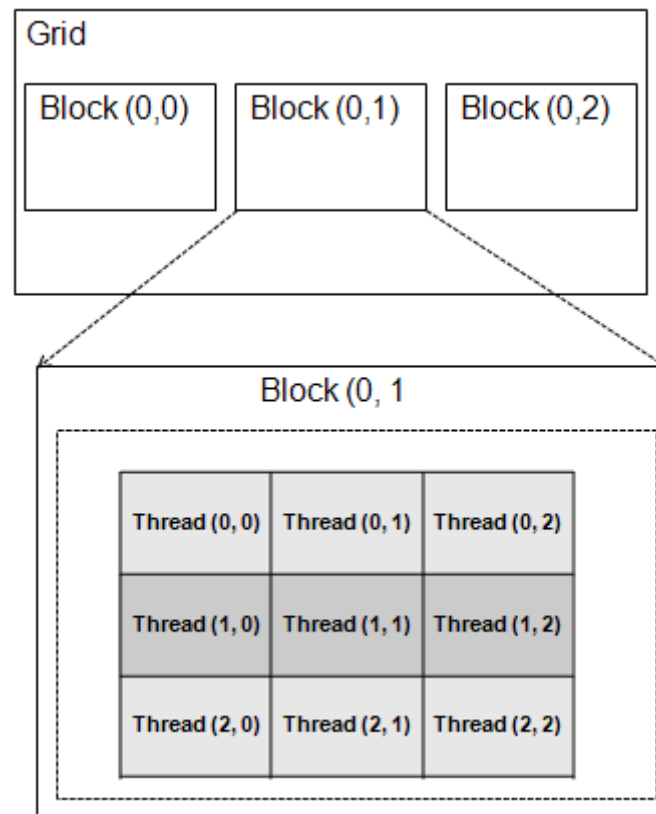 Grid
Block (0,0) Block (0,1) Block (0,2)
Block (0, 1
Thread (0, 0) Thread (0, 1) Thread (0, 2)
Thread (1, 0) Thread (1, 1) Thread (1, 2)
Thread (2, 0) Thread (2, 1) Thread (2, 2)